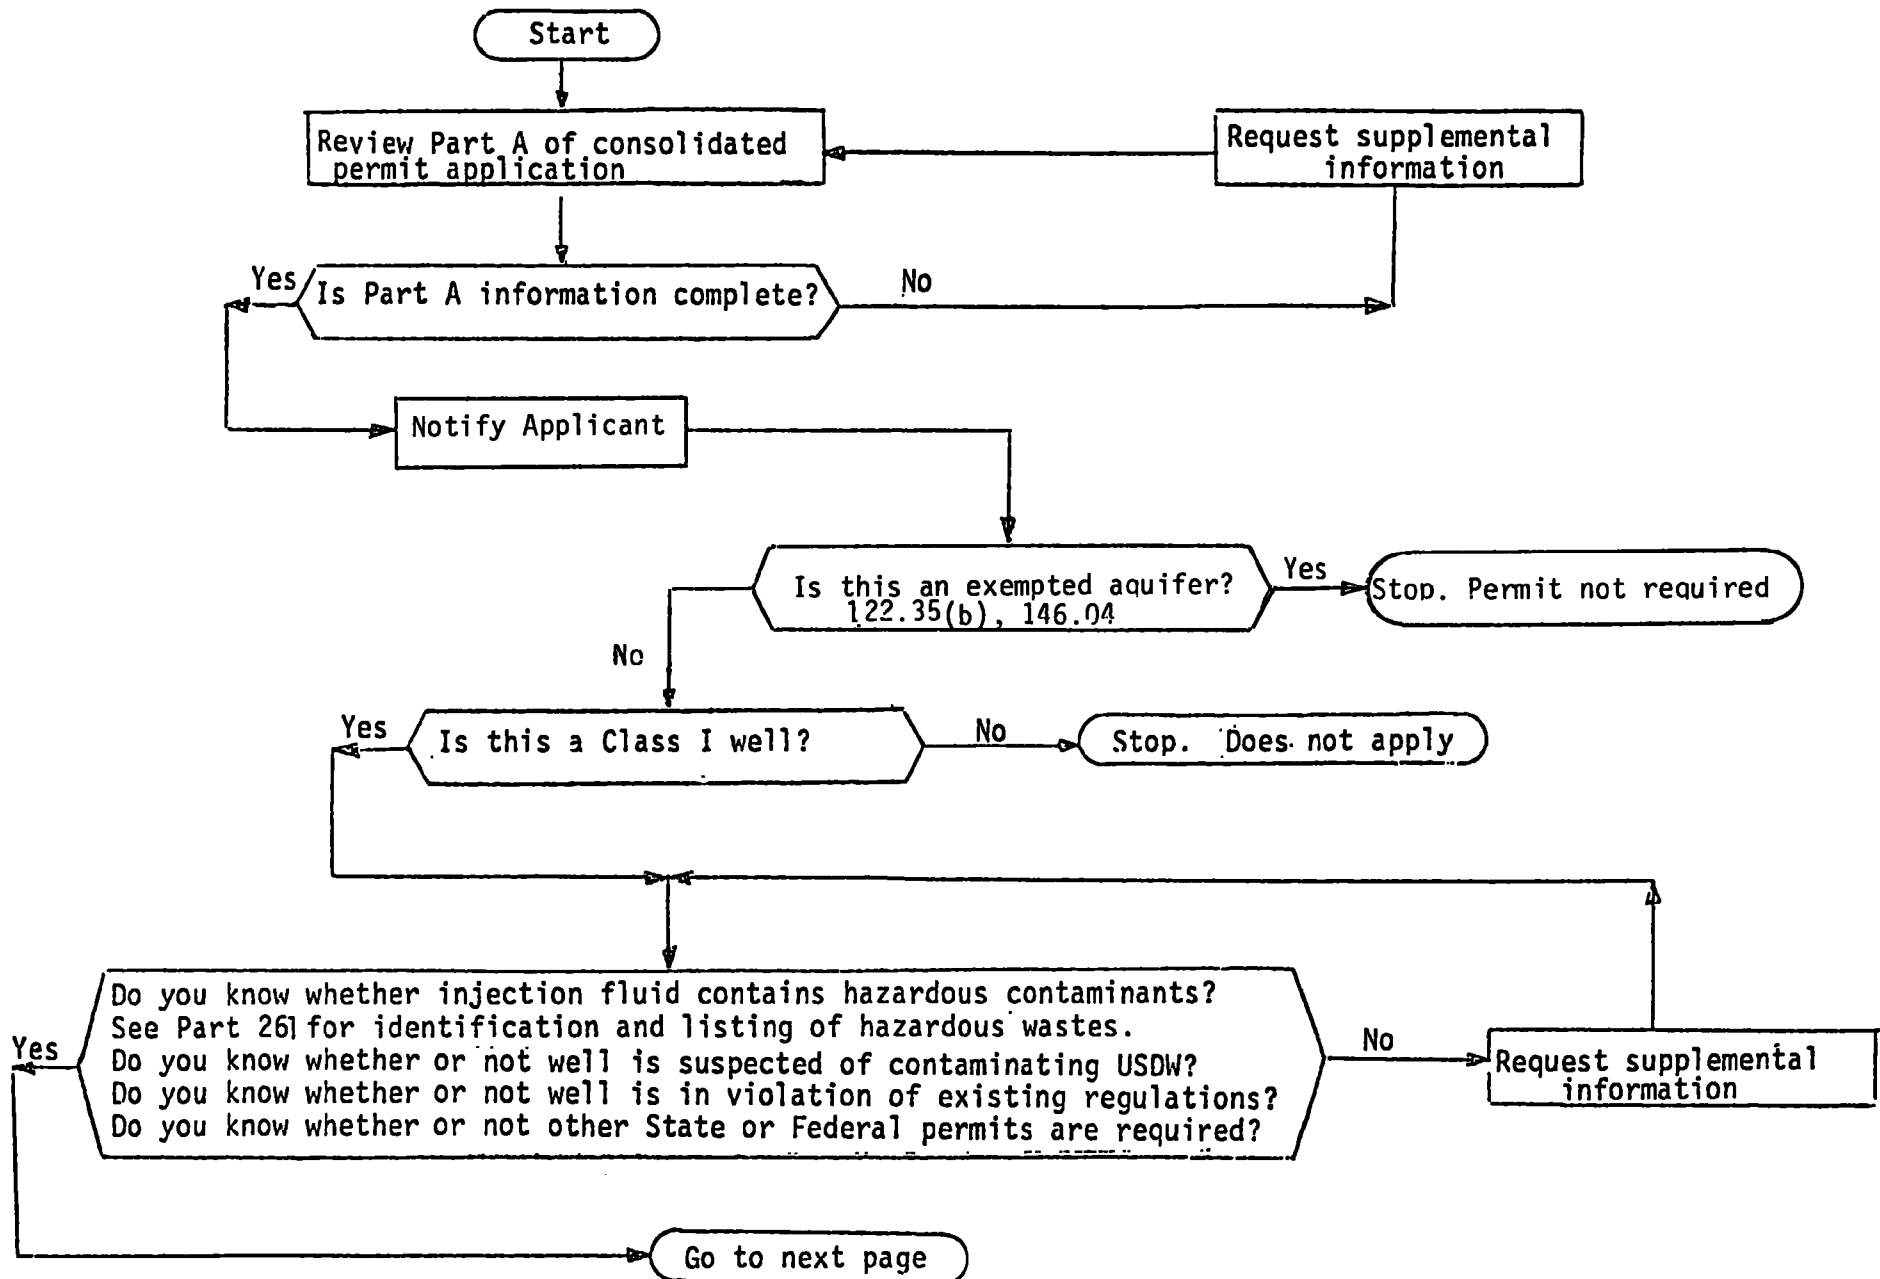 Start
Review Part A of consolidated
permit application
Request supplemental
information
Yes
Is Part A information complete?
No
Notify Applicant
Is this an exempted aquifer?
122.35(b), 146.04
Yes
Stop. Permit not required
No
Yes
Is this a Class I well?
No
Stop. Does not apply
Do you know whether injection fluid contains hazardous contaminants?
See Part 261 for identification and listing of hazardous wastes.
Do you know whether or not well is suspected of contaminating USDW?
Do you know whether or not well is in violation of existing regulations?
Do you know whether or not other State or Federal permits are required?
Yes
No
Request supplemental
information
Go to next page